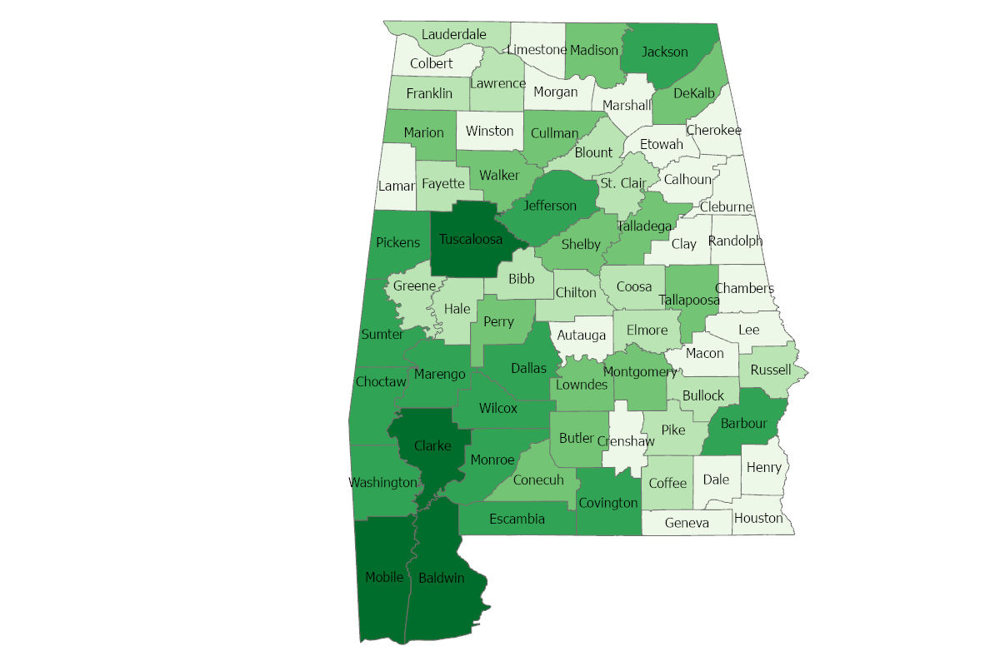 Lauderdale
Limestone
Madison
Jackson
Colbert
Lawrence
Franklin
Morgan
DeKalb
Marshall
Marion
Winston
Cullman
Cherokee
Etowah
Blount
Walker
Calhoun
Lamar
Fayette
St. Clair
Jefferson
Cleburne
Talladega
Pickens
Tuscaloosa
Shelby
Clay
Randolph
Bibb
Greene
Chilton
Coosa
Chambers
Tallapoosa
Hale
Perry
Sumter
Autauga
Elmore
Lee
Macon
Dallas
Russell
Marengo
Montgomery
Choctaw
Lowndes
Bullock
Wilcox
Barbour
Pike
Butler
Crenshaw
Clarke
Monroe
Henry
Washington
Conecuh
Coffee
Dale
Covington
Escambia
Geneva
Houston
Mobile
Baldwin